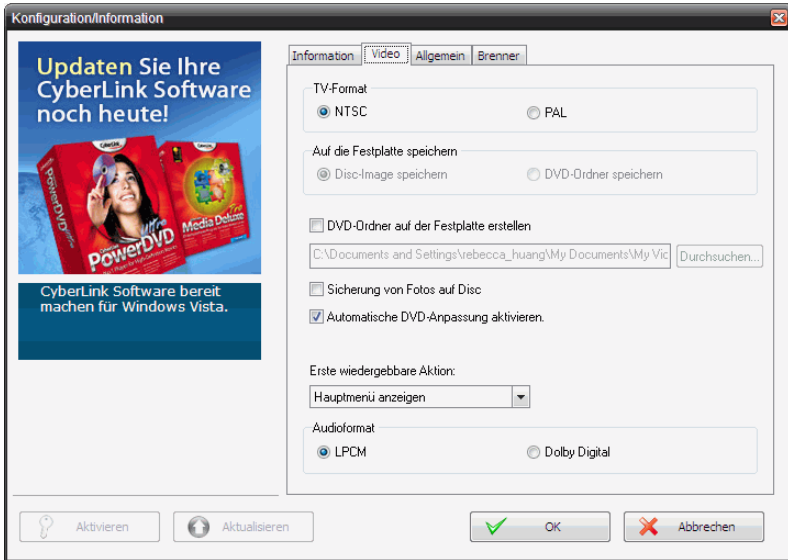 Konfiguration/Information
Updaten Sie Ihre
CyberLink Software
noch heute!
CyberLink
PowerDVD
Ultra
Media Deluxe
CyberLink Software bereit
machen für Windows Vista.
Information
Video
Allgemein
Brenner
TV-Format
NTSC
PAL
Auf die Festplatte speichern
Disc-Image speichern
DVD-Ordner speichern
DVD-Ordner auf der Festplatte erstellen
C:\Documents and Settings\rebecca_huang\My Documents\My Vic
Durchsuchen...
Sicherung von Fotos auf Disc
Automatische DVD-Anpassung aktivieren.
Erste wiedergebbare Aktion:
Hauptmenü anzeigen
Audioformat
LPCM
Dolby Digital
Aktivieren
Aktualisieren
OK
Abbrechen